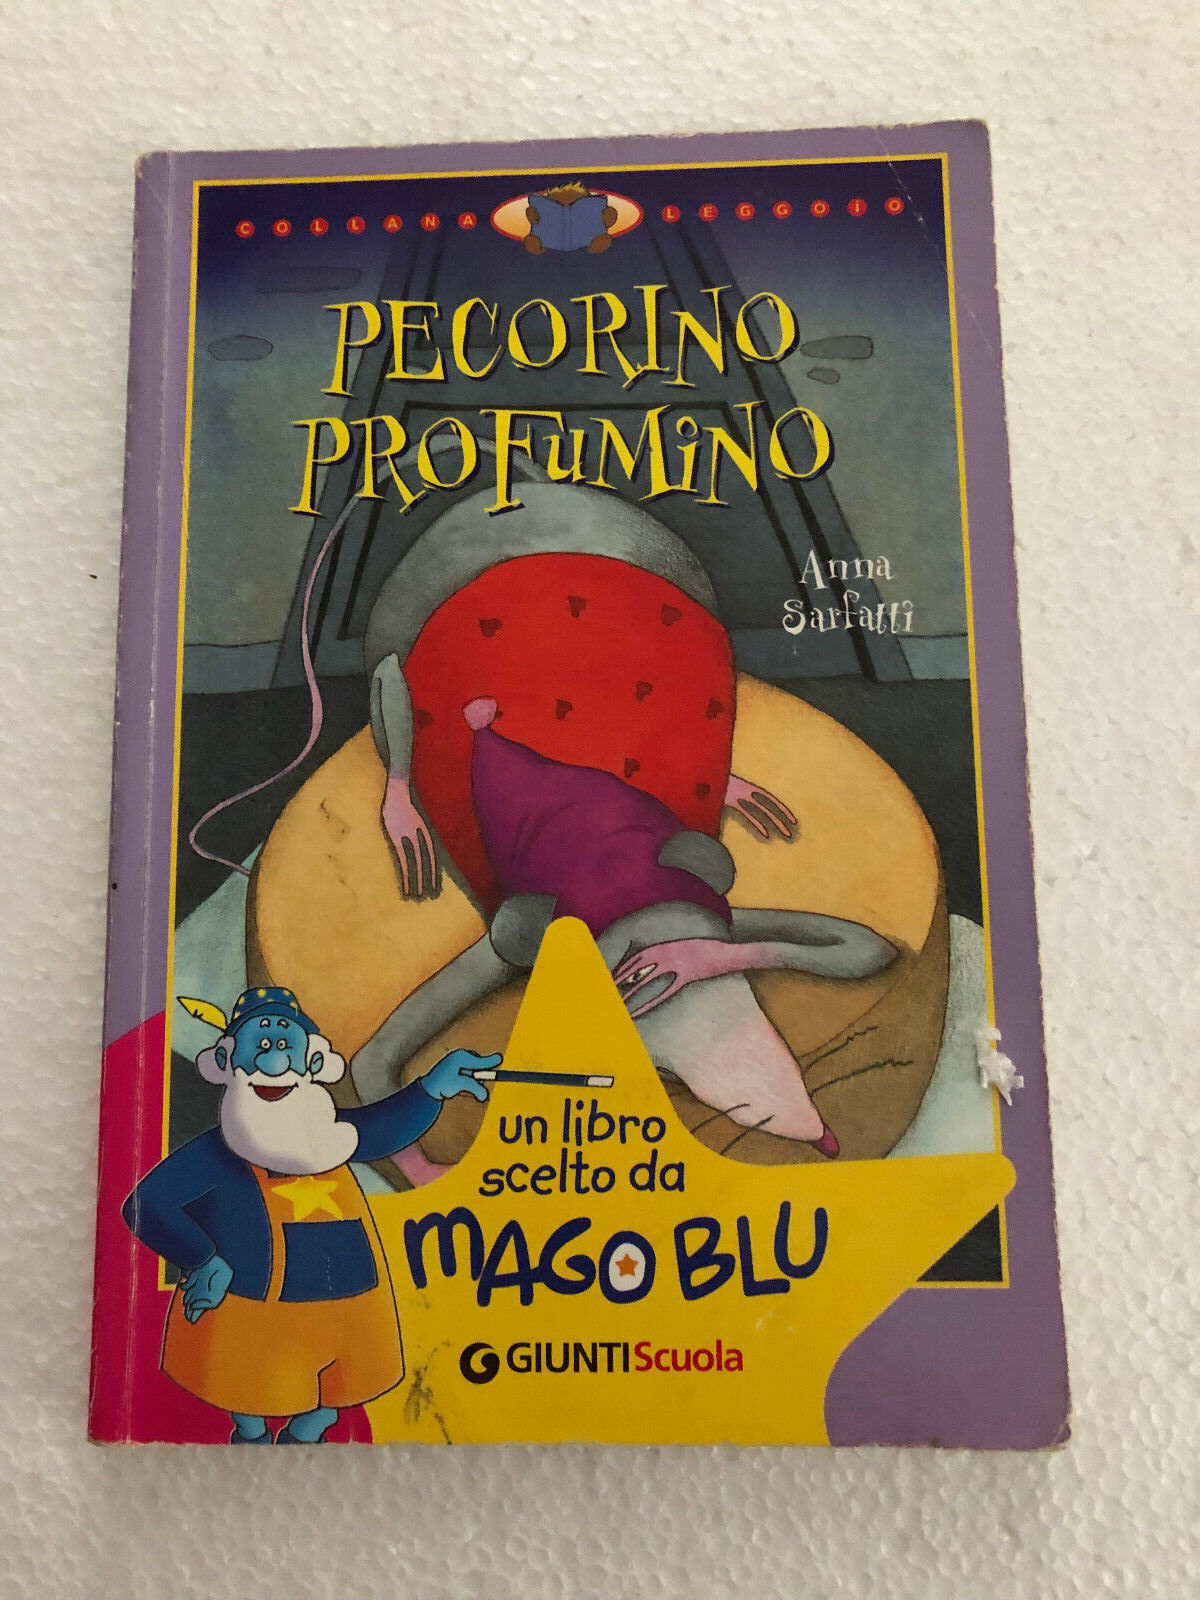 COLLANA LEGGOIO
PECORINO
PROFUMiNO
Anna
Sarfatti
un libro
scelto da
MAGO BLU
GIUNTIScuola